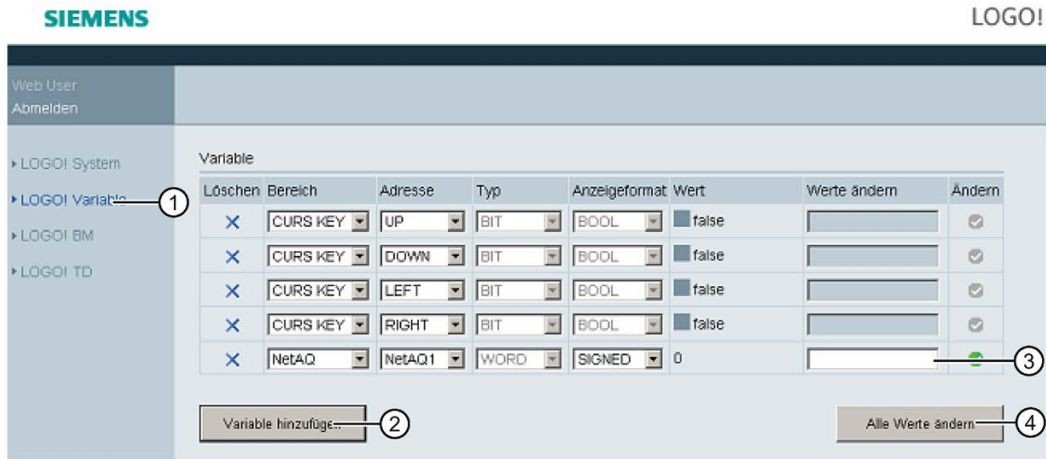 SIEMENS LOGO!
Web User
Abmelden
LOGO! System
LOGO! Variable 1
LOGO! BM
LOGO! TD
Variable
Löschen Bereich Adresse Typ Anzeigeformat Wert Werte ändern Ändern
CURS KEY UP BIT BOOL false
CURS KEY DOWN BIT BOOL false
CURS KEY LEFT BIT BOOL false
CURS KEY RIGHT BIT BOOL false
NetAQ NetAQ1 WORD SIGNED 0 3
Variable hinzufügen 2 Alle Werte ändern 4